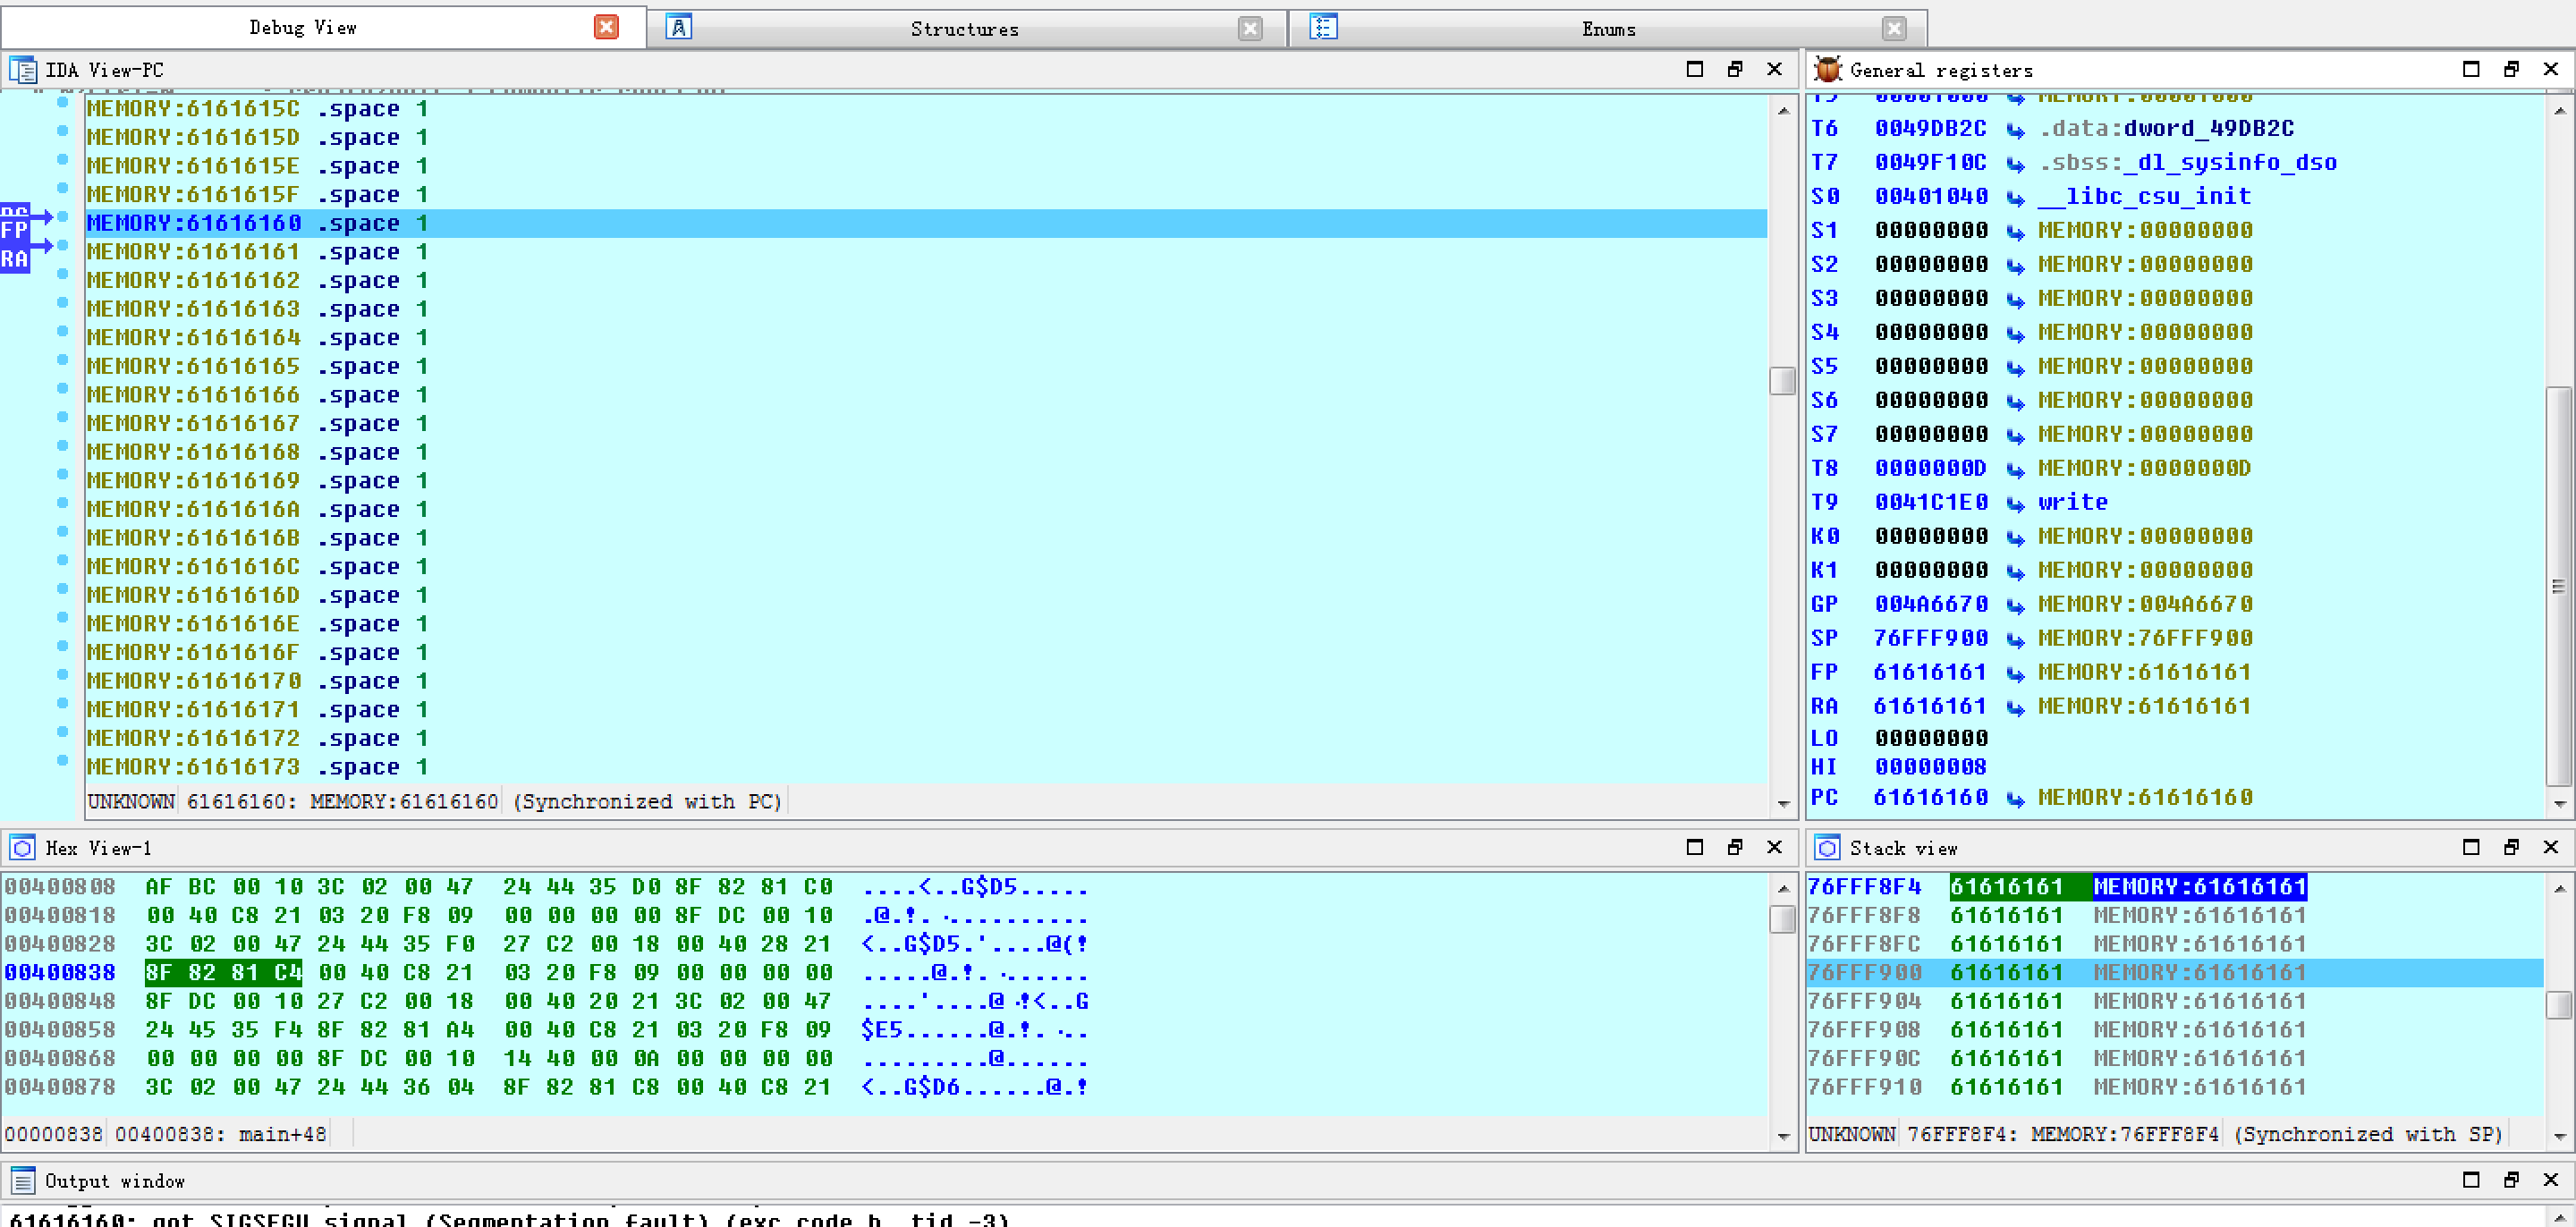 Debug View
Structures
Enums
IDA View-PC
MEMORY:6161615C .space 1
MEMORY:6161615D .space 1
MEMORY:6161615E .space 1
MEMORY:6161615F .space 1
MEMORY:61616160 .space 1
MEMORY:61616161 .space 1
MEMORY:61616162 .space 1
MEMORY:61616163 .space 1
MEMORY:61616164 .space 1
MEMORY:61616165 .space 1
MEMORY:61616166 .space 1
MEMORY:61616167 .space 1
MEMORY:61616168 .space 1
MEMORY:61616169 .space 1
MEMORY:6161616A .space 1
MEMORY:6161616B .space 1
MEMORY:6161616C .space 1
MEMORY:6161616D .space 1
MEMORY:6161616E .space 1
MEMORY:6161616F .space 1
MEMORY:61616170 .space 1
MEMORY:61616171 .space 1
MEMORY:61616172 .space 1
MEMORY:61616173 .space 1
PC
FP
RA
UNKNOWN 61616160: MEMORY:61616160 (Synchronized with PC)
General registers
T5 00001000 MEMORY:00001000
T6 0049DB2C .data:dword_49DB2C
T7 0049F10C .sbss:_dl_sysinfo_dso
S0 00401040 __libc_csu_init
S1 00000000 MEMORY:00000000
S2 00000000 MEMORY:00000000
S3 00000000 MEMORY:00000000
S4 00000000 MEMORY:00000000
S5 00000000 MEMORY:00000000
S6 00000000 MEMORY:00000000
S7 00000000 MEMORY:00000000
T8 0000000D MEMORY:0000000D
T9 0041C1E0 write
K0 00000000 MEMORY:00000000
K1 00000000 MEMORY:00000000
GP 004A6670 MEMORY:004A6670
SP 76FFF900 MEMORY:76FFF900
FP 61616161 MEMORY:61616161
RA 61616161 MEMORY:61616161
LO 00000000
HI 00000008
PC 61616160 MEMORY:61616160
Hex View-1
00400808 AF BC 00 10 3C 02 00 47 24 44 35 D0 8F 82 81 C0 ....<..G$D5.....
00400818 00 40 C8 21 03 20 F8 09 00 00 00 00 8F DC 00 10 .@.!. ..........
00400828 3C 02 00 47 24 44 35 F0 27 C2 00 18 00 40 28 21 <..G$D5.'....@(!
00400838 8F 82 81 C4 00 40 C8 21 03 20 F8 09 00 00 00 00 .....@.!. ......
00400848 8F DC 00 10 27 C2 00 18 00 40 20 21 3C 02 00 47 ....'....@ !<..G
00400858 24 45 35 F4 8F 82 81 A4 00 40 C8 21 03 20 F8 09 $E5......@.!. ..
00400868 00 00 00 00 8F DC 00 10 14 40 00 0A 00 00 00 00 .........@......
00400878 3C 02 00 47 24 44 36 04 8F 82 81 C8 00 40 C8 21 <..G$D6......@.!
00000838 00400838: main+48
Stack view
76FFF8F4 61616161 MEMORY:61616161
76FFF8F8 61616161 MEMORY:61616161
76FFF8FC 61616161 MEMORY:61616161
76FFF900 61616161 MEMORY:61616161
76FFF904 61616161 MEMORY:61616161
76FFF908 61616161 MEMORY:61616161
76FFF90C 61616161 MEMORY:61616161
76FFF910 61616161 MEMORY:61616161
UNKNOWN 76FFF8F4: MEMORY:76FFF8F4 (Synchronized with SP)
Output window
61616160: got SIGSEGV signal (Segmentation fault) (exc.code b, tid -3)